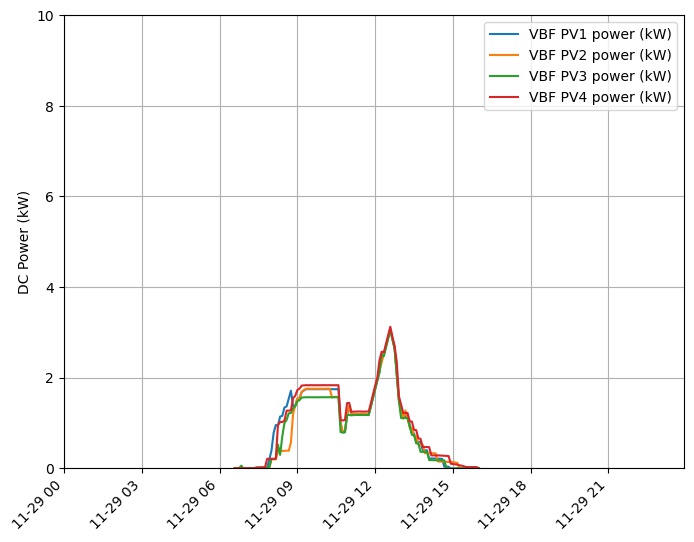 10
8
6
4
2
0
DC Power (kW)
VBF PV1 power (kW)
VBF PV2 power (kW)
VBF PV3 power (kW)
VBF PV4 power (kW)
11-29 00
11-29 03
11-29 06
11-29 09
11-29 12
11-29 15
11-29 18
11-29 21